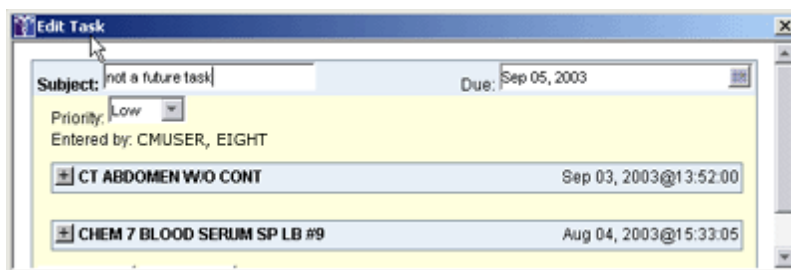 Edit Task
Subject: not a future task Due: Sep 05, 2003
Priority: Low
Entered by: CMUSER, EIGHT
CT ABDOMEN W/O CONT Sep 03, 2003@13:52:00
CHEM 7 BLOOD SERUM SP LB #9 Aug 04, 2003@15:33:05